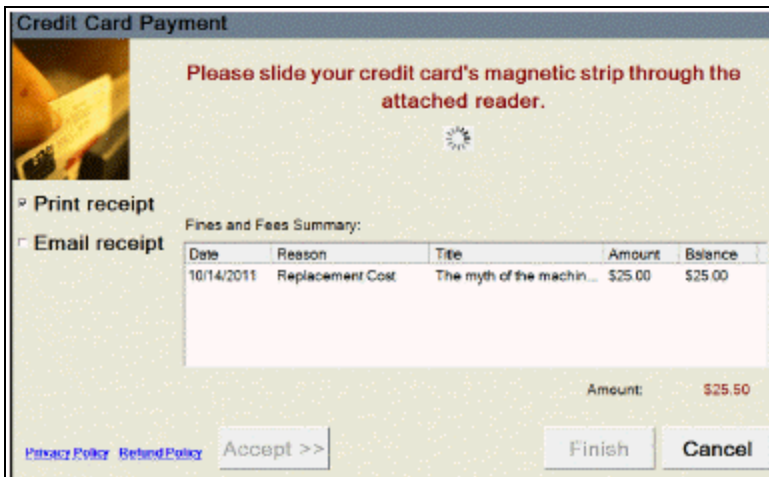 Credit Card Payment
Please slide your credit card's magnetic strip through the
attached reader.
Print receipt
Email receipt
Fines and Fees Summary:
Date Reason Title Amount Balance
10/14/2011 Replacement Cost The myth of the machin... $25.00 $25.00
Amount: $25.50
Privacy Policy Refund Policy Accept >> Finish Cancel